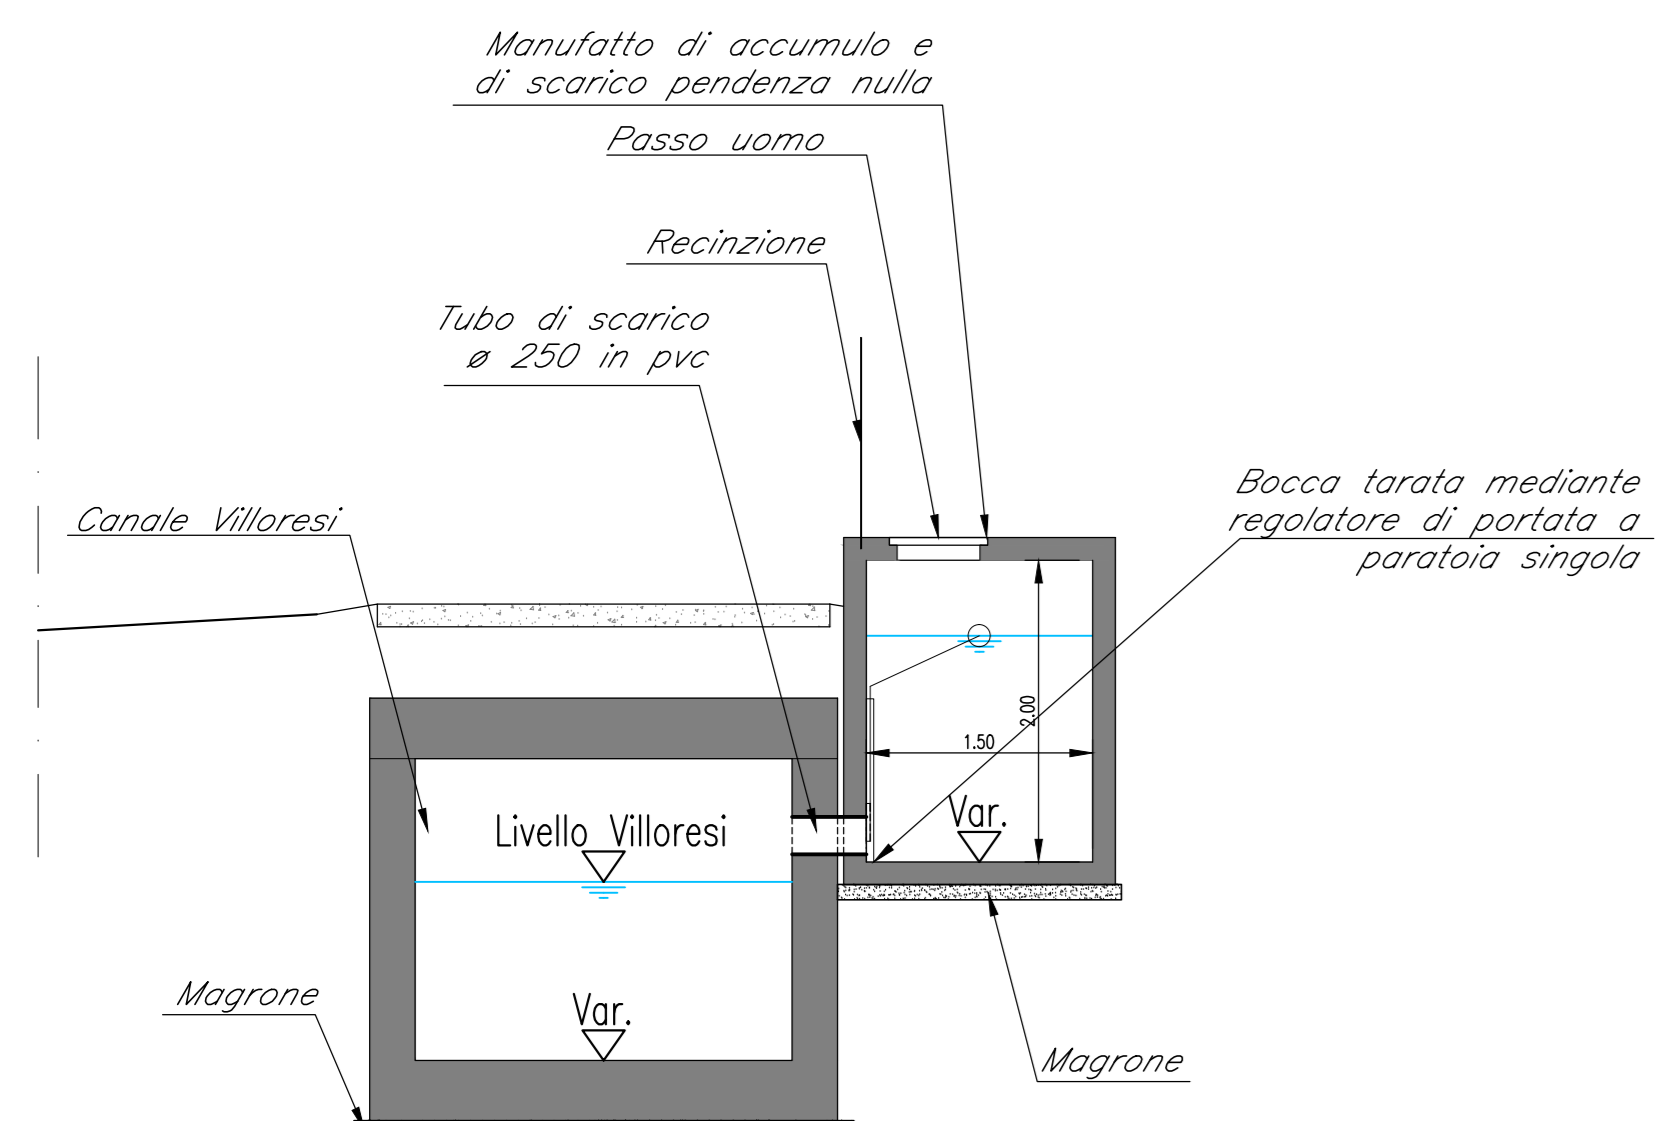 Manufatto di accumulo e
di scarico pendenza nulla
Passo uomo
Recinzione
Tubo di scarico
ø 250 in pvc
Bocca tarata mediante
regolatore di portata a
paratoia singola
Canale Villoresi
2.00
1.50
Var.
Livello Villoresi
Magrone
Var.
Magrone